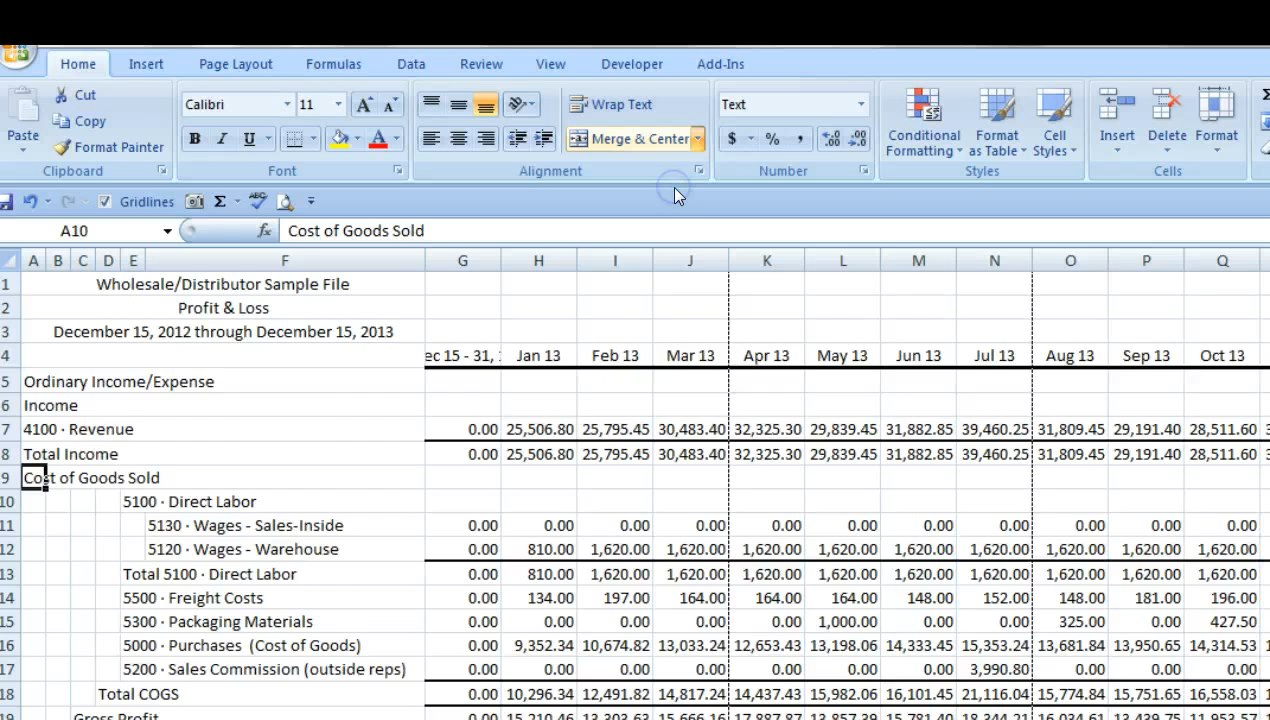 Home Insert Page Layout Formulas Data Review View Developer Add-Ins
Paste Cut Copy Format Painter Clipboard
Calibri 11 A A B I U A Font
Wrap Text Merge & Center Alignment
Text $ % , .00 .00 Number
Conditional Formatting Format as Table Cell Styles Styles
Insert Delete Format Cells
Gridlines Σ ABC
A10 fx Cost of Goods Sold
A B C D E F G H I J K L M N O P Q
1 Wholesale/Distributor Sample File
2 Profit & Loss
3 December 15, 2012 through December 15, 2013
4 ec 15 - 31, Jan 13 Feb 13 Mar 13 Apr 13 May 13 Jun 13 Jul 13 Aug 13 Sep 13 Oct 13
5 Ordinary Income/Expense
6 Income
7 4100 · Revenue 0.00 25,506.80 25,795.45 30,483.40 32,325.30 29,839.45 31,882.85 39,460.25 31,809.45 29,191.40 28,511.60
8 Total Income 0.00 25,506.80 25,795.45 30,483.40 32,325.30 29,839.45 31,882.85 39,460.25 31,809.45 29,191.40 28,511.60
9 Cost of Goods Sold
10 5100 · Direct Labor
11 5130 · Wages - Sales-Inside 0.00 0.00 0.00 0.00 0.00 0.00 0.00 0.00 0.00 0.00 0.00
12 5120 · Wages - Warehouse 0.00 810.00 1,620.00 1,620.00 1,620.00 1,620.00 1,620.00 1,620.00 1,620.00 1,620.00 1,620.00
13 Total 5100 · Direct Labor 0.00 810.00 1,620.00 1,620.00 1,620.00 1,620.00 1,620.00 1,620.00 1,620.00 1,620.00 1,620.00
14 5500 · Freight Costs 0.00 134.00 197.00 164.00 164.00 164.00 148.00 152.00 148.00 181.00 196.00
15 5300 · Packaging Materials 0.00 0.00 0.00 0.00 0.00 1,000.00 0.00 0.00 325.00 0.00 427.50
16 5000 · Purchases (Cost of Goods) 0.00 9,352.34 10,674.82 13,033.24 12,653.43 13,198.06 14,333.45 15,353.24 13,681.84 13,950.65 14,314.53
17 5200 · Sales Commission (outside reps) 0.00 0.00 0.00 0.00 0.00 0.00 0.00 3,990.80 0.00 0.00 0.00
18 Total COGS 0.00 10,296.34 12,491.82 14,817.24 14,437.43 15,982.06 16,101.45 21,116.04 15,774.84 15,751.65 16,558.03
19 Gross Profit 0.00 15,210.46 13,303.63 15,666.16 17,887.87 13,857.39 15,781.40 18,344.21 16,034.61 13,439.75 11,953.57